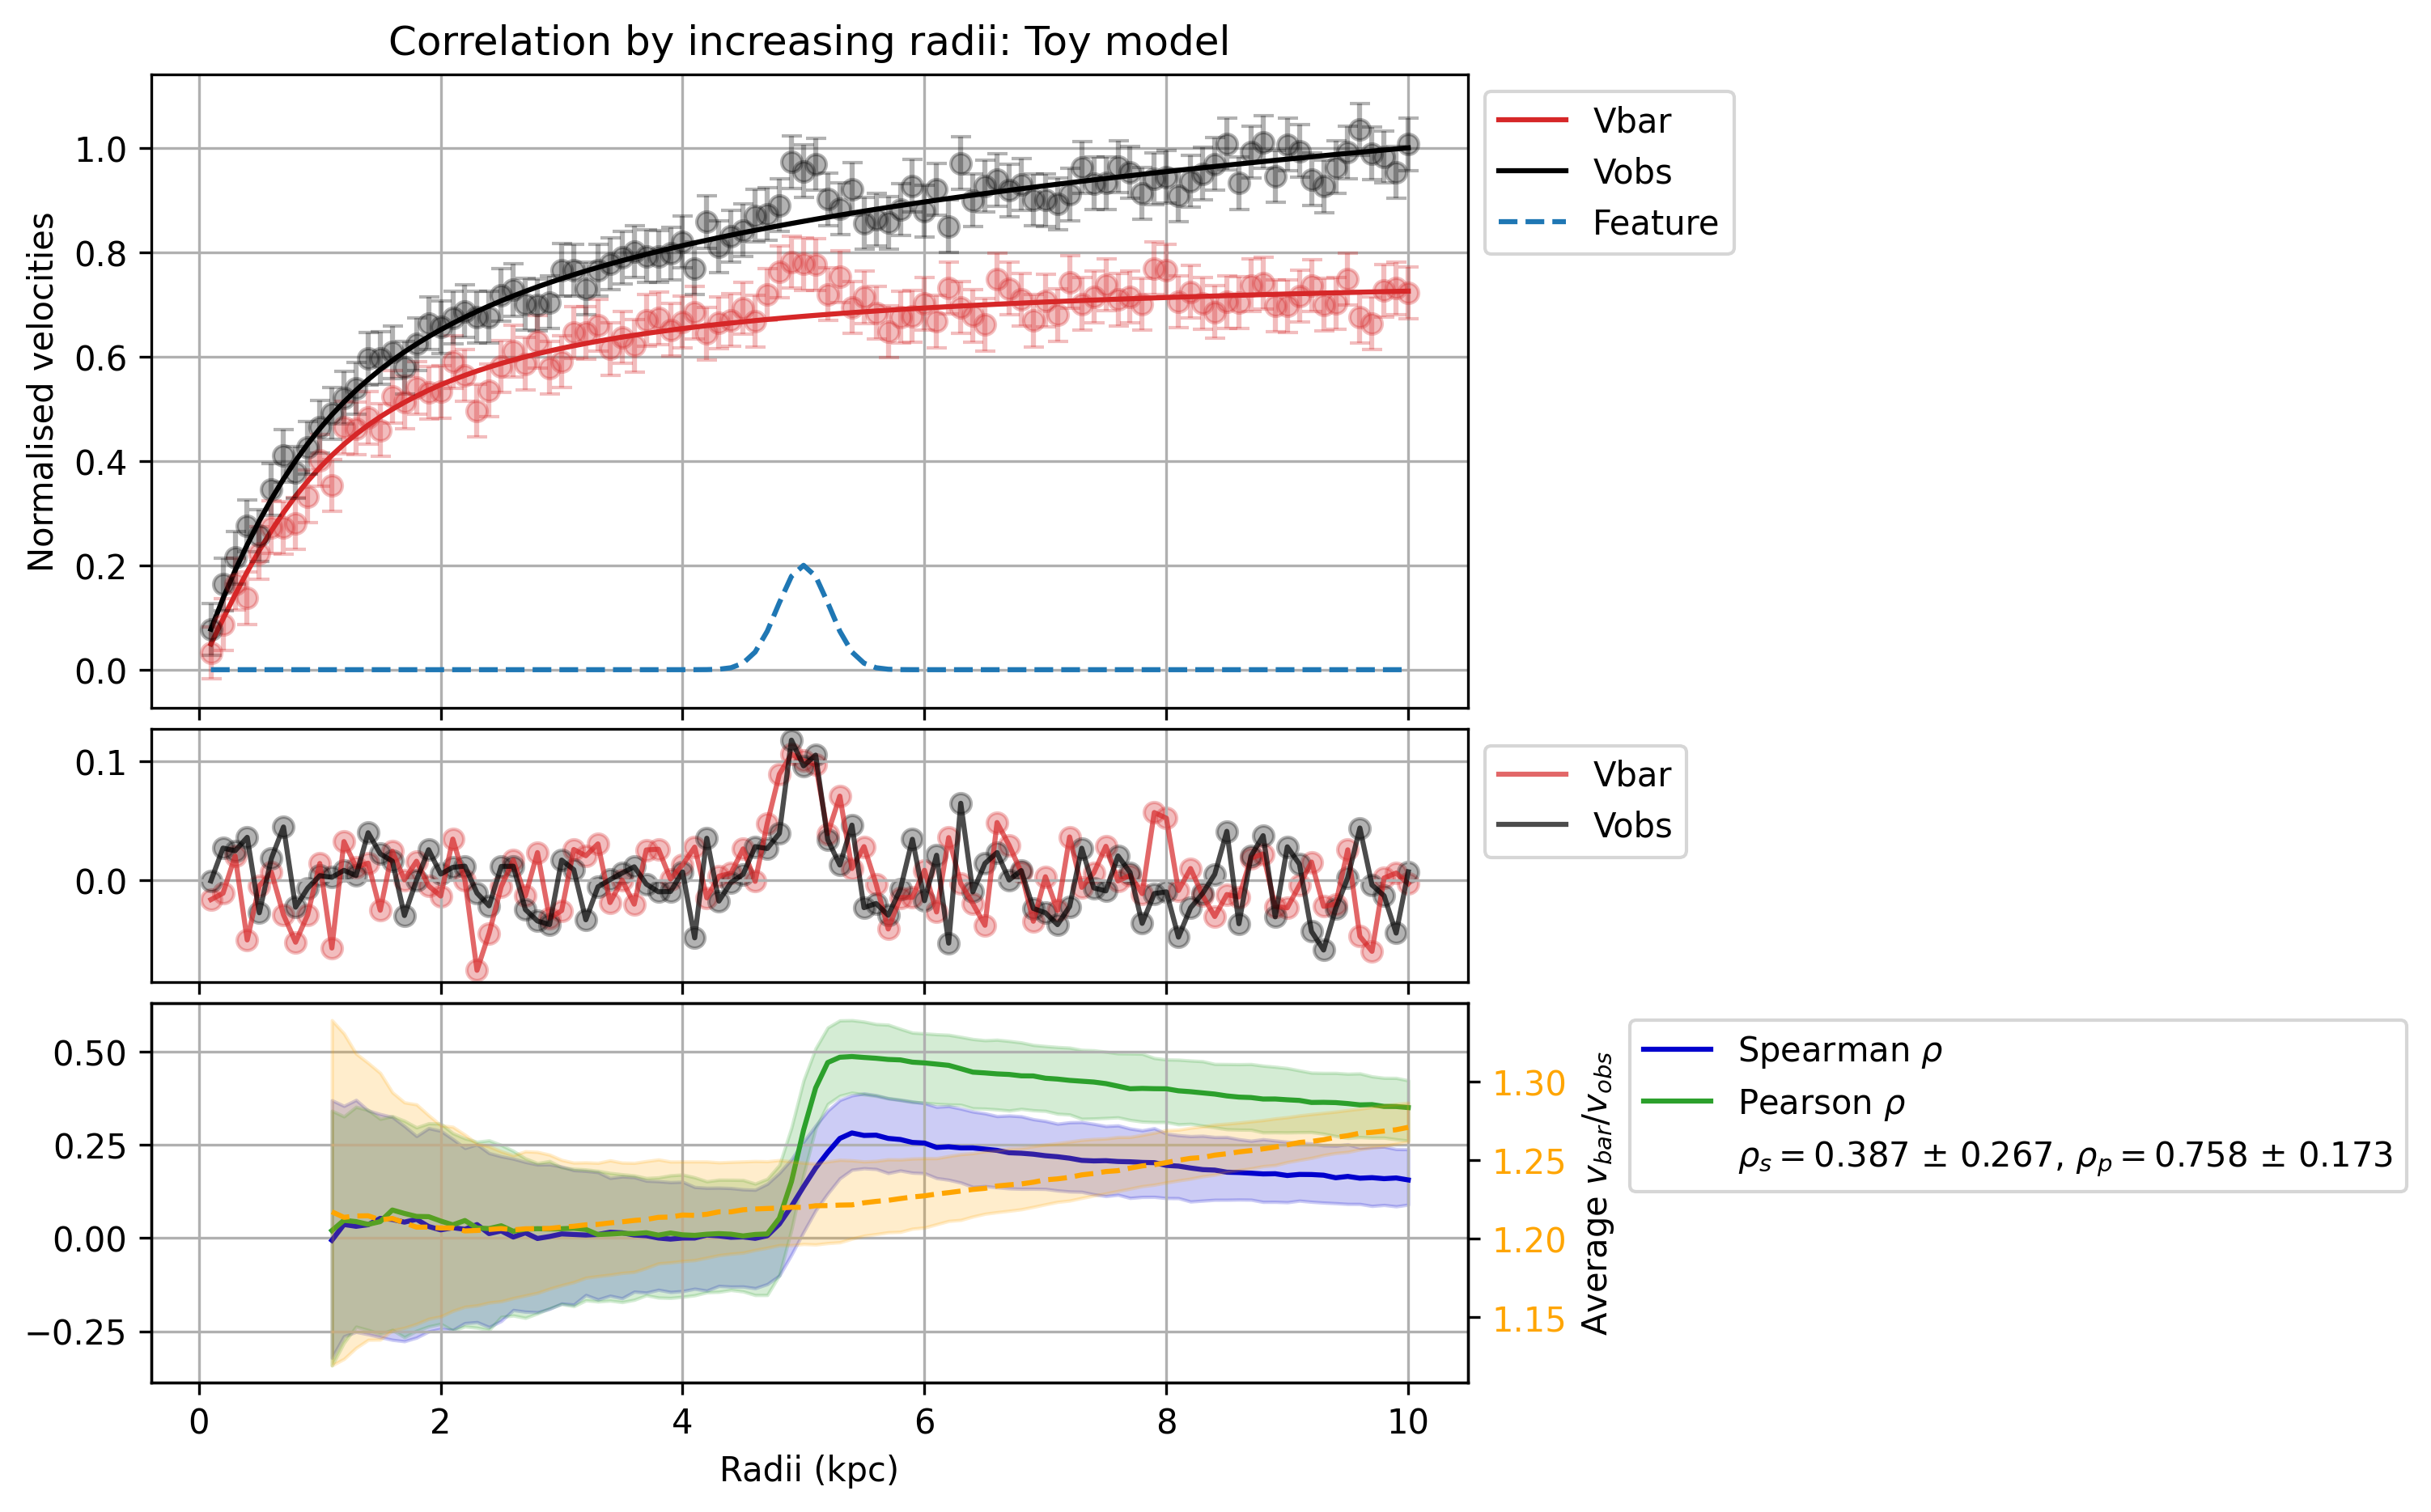 Correlation by increasing radii: Toy model
Normalised velocities
1.0
0.8
0.6
0.4
0.2
0.0
Vbar
Vobs
Feature
0.1
0.0
Vbar
Vobs
0.50
0.25
0.00
−0.25
1.30
1.25
1.20
1.15
Average v_bar/v_obs
Spearman ρ
Pearson ρ
ρ_s = 0.387 ± 0.267, ρ_p = 0.758 ± 0.173
0 2 4 6 8 10
Radii (kpc)